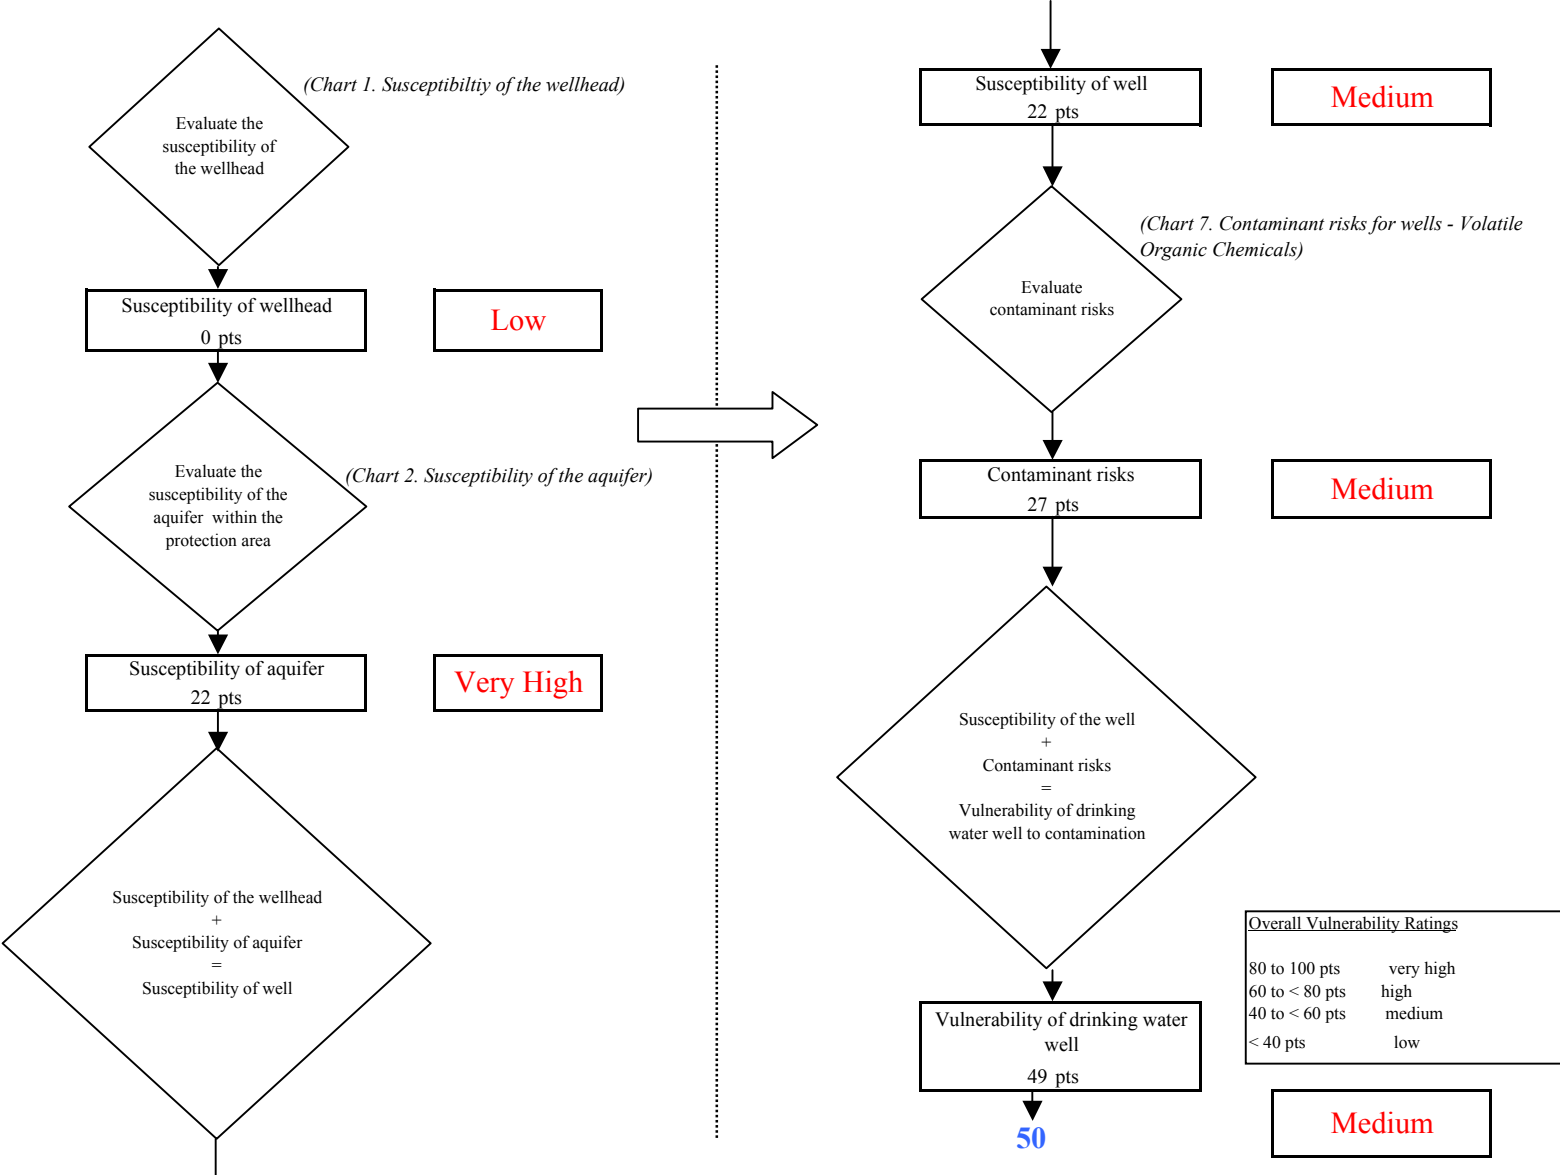 (Chart 1. Susceptibiltiy of the wellhead)
Evaluate the
susceptibility of
the wellhead
Susceptibility of wellhead
0 pts
Low
(Chart 2. Susceptibility of the aquifer)
Evaluate the
susceptibility of the
aquifer within the
protection area
Susceptibility of aquifer
22 pts
Very High
Susceptibility of the wellhead
+
Susceptibility of aquifer
=
Susceptibility of well
Susceptibility of well
22 pts
Medium
(Chart 7. Contaminant risks for wells - Volatile
Organic Chemicals)
Evaluate
contaminant risks
Contaminant risks
27 pts
Medium
Susceptibility of the well
+
Contaminant risks
=
Vulnerability of drinking
water well to contamination
Overall Vulnerability Ratings
80 to 100 pts very high
60 to < 80 pts high
40 to < 60 pts medium
< 40 pts low
Vulnerability of drinking water
well
49 pts
50
Medium